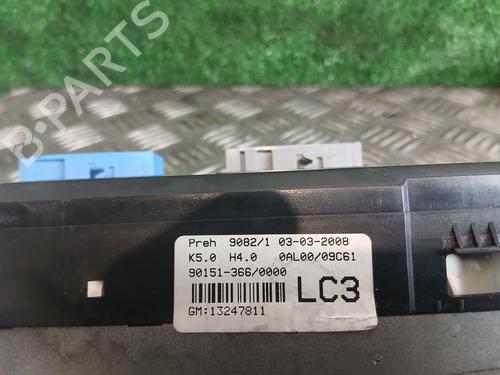 B-PARTS
Preh 9082/1 03-03-2008
K5.0 H4.0 0AL00/09C61
90151-366/0000
LC3
GM:13247811